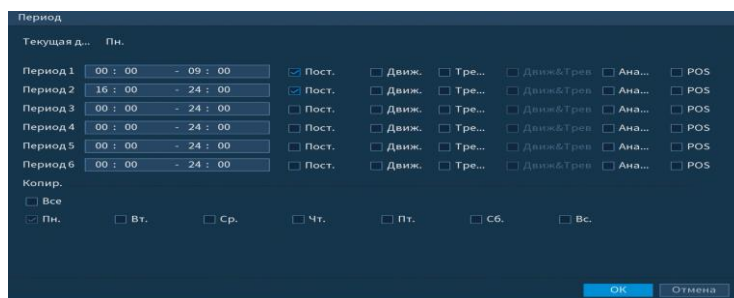 Период
Текущая д... Пн.
Период 1 00 : 00 - 09 : 00 Пост. Движ. Тре... Движ&Трев Ана... POS
Период 2 16 : 00 - 24 : 00 Пост. Движ. Тре... Движ&Трев Ана... POS
Период 3 00 : 00 - 24 : 00 Пост. Движ. Тре... Движ&Трев Ана... POS
Период 4 00 : 00 - 24 : 00 Пост. Движ. Тре... Движ&Трев Ана... POS
Период 5 00 : 00 - 24 : 00 Пост. Движ. Тре... Движ&Трев Ана... POS
Период 6 00 : 00 - 24 : 00 Пост. Движ. Тре... Движ&Трев Ана... POS
Копир.
Все
Пн. Вт. Ср. Чт. Пт. Сб. Вс.
OK Отмена